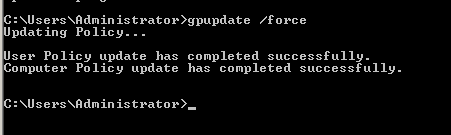 C:\Users\Administrator>gpupdate /force
Updating Policy...
User Policy update has completed successfully.
Computer Policy update has completed successfully.
C:\Users\Administrator>_